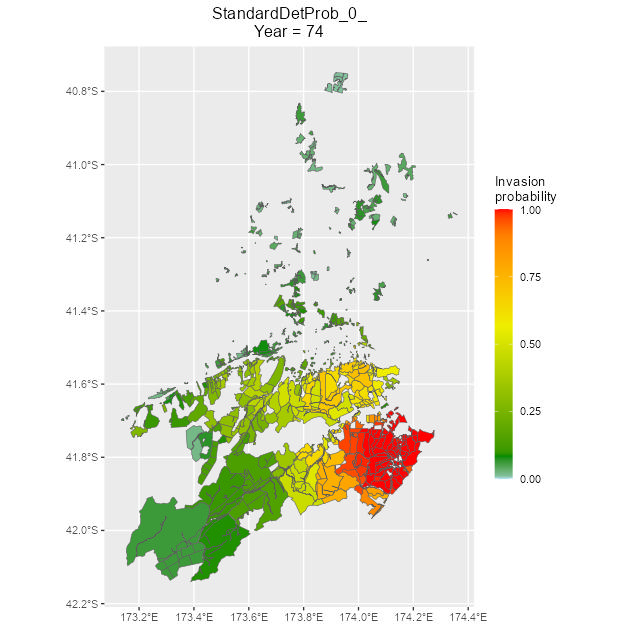 StandardDetProb_0_
Year = 74
40.8°S
41.0°S
41.2°S
41.4°S
41.6°S
41.8°S
42.0°S
42.2°S
173.2°E 173.4°E 173.6°E 173.8°E 174.0°E 174.2°E 174.4°E
Invasion
probability
1.00
0.75
0.50
0.25
0.00